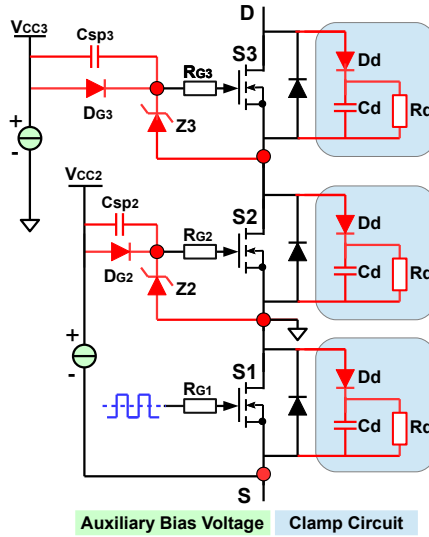 D
VCC3
Csp3
S3
RG3
Dd
DG3
Z3
Cd
Rd
+
-
VCC2
Csp2
S2
RG2
Dd
DG2
Z2
Cd
Rd
+
-
S1
RG1
Dd
Cd
Rd
S
Auxiliary Bias Voltage
Clamp Circuit